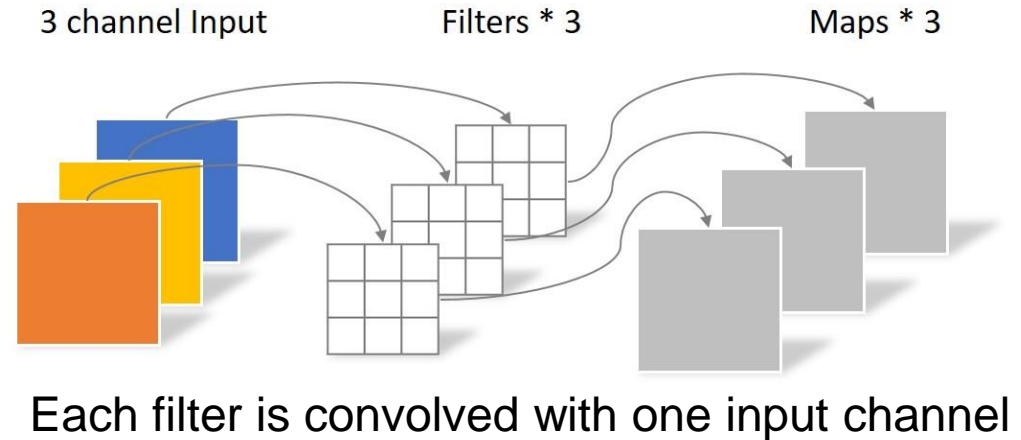 3 channel Input Filters * 3 Maps * 3
Each filter is convolved with one input channel